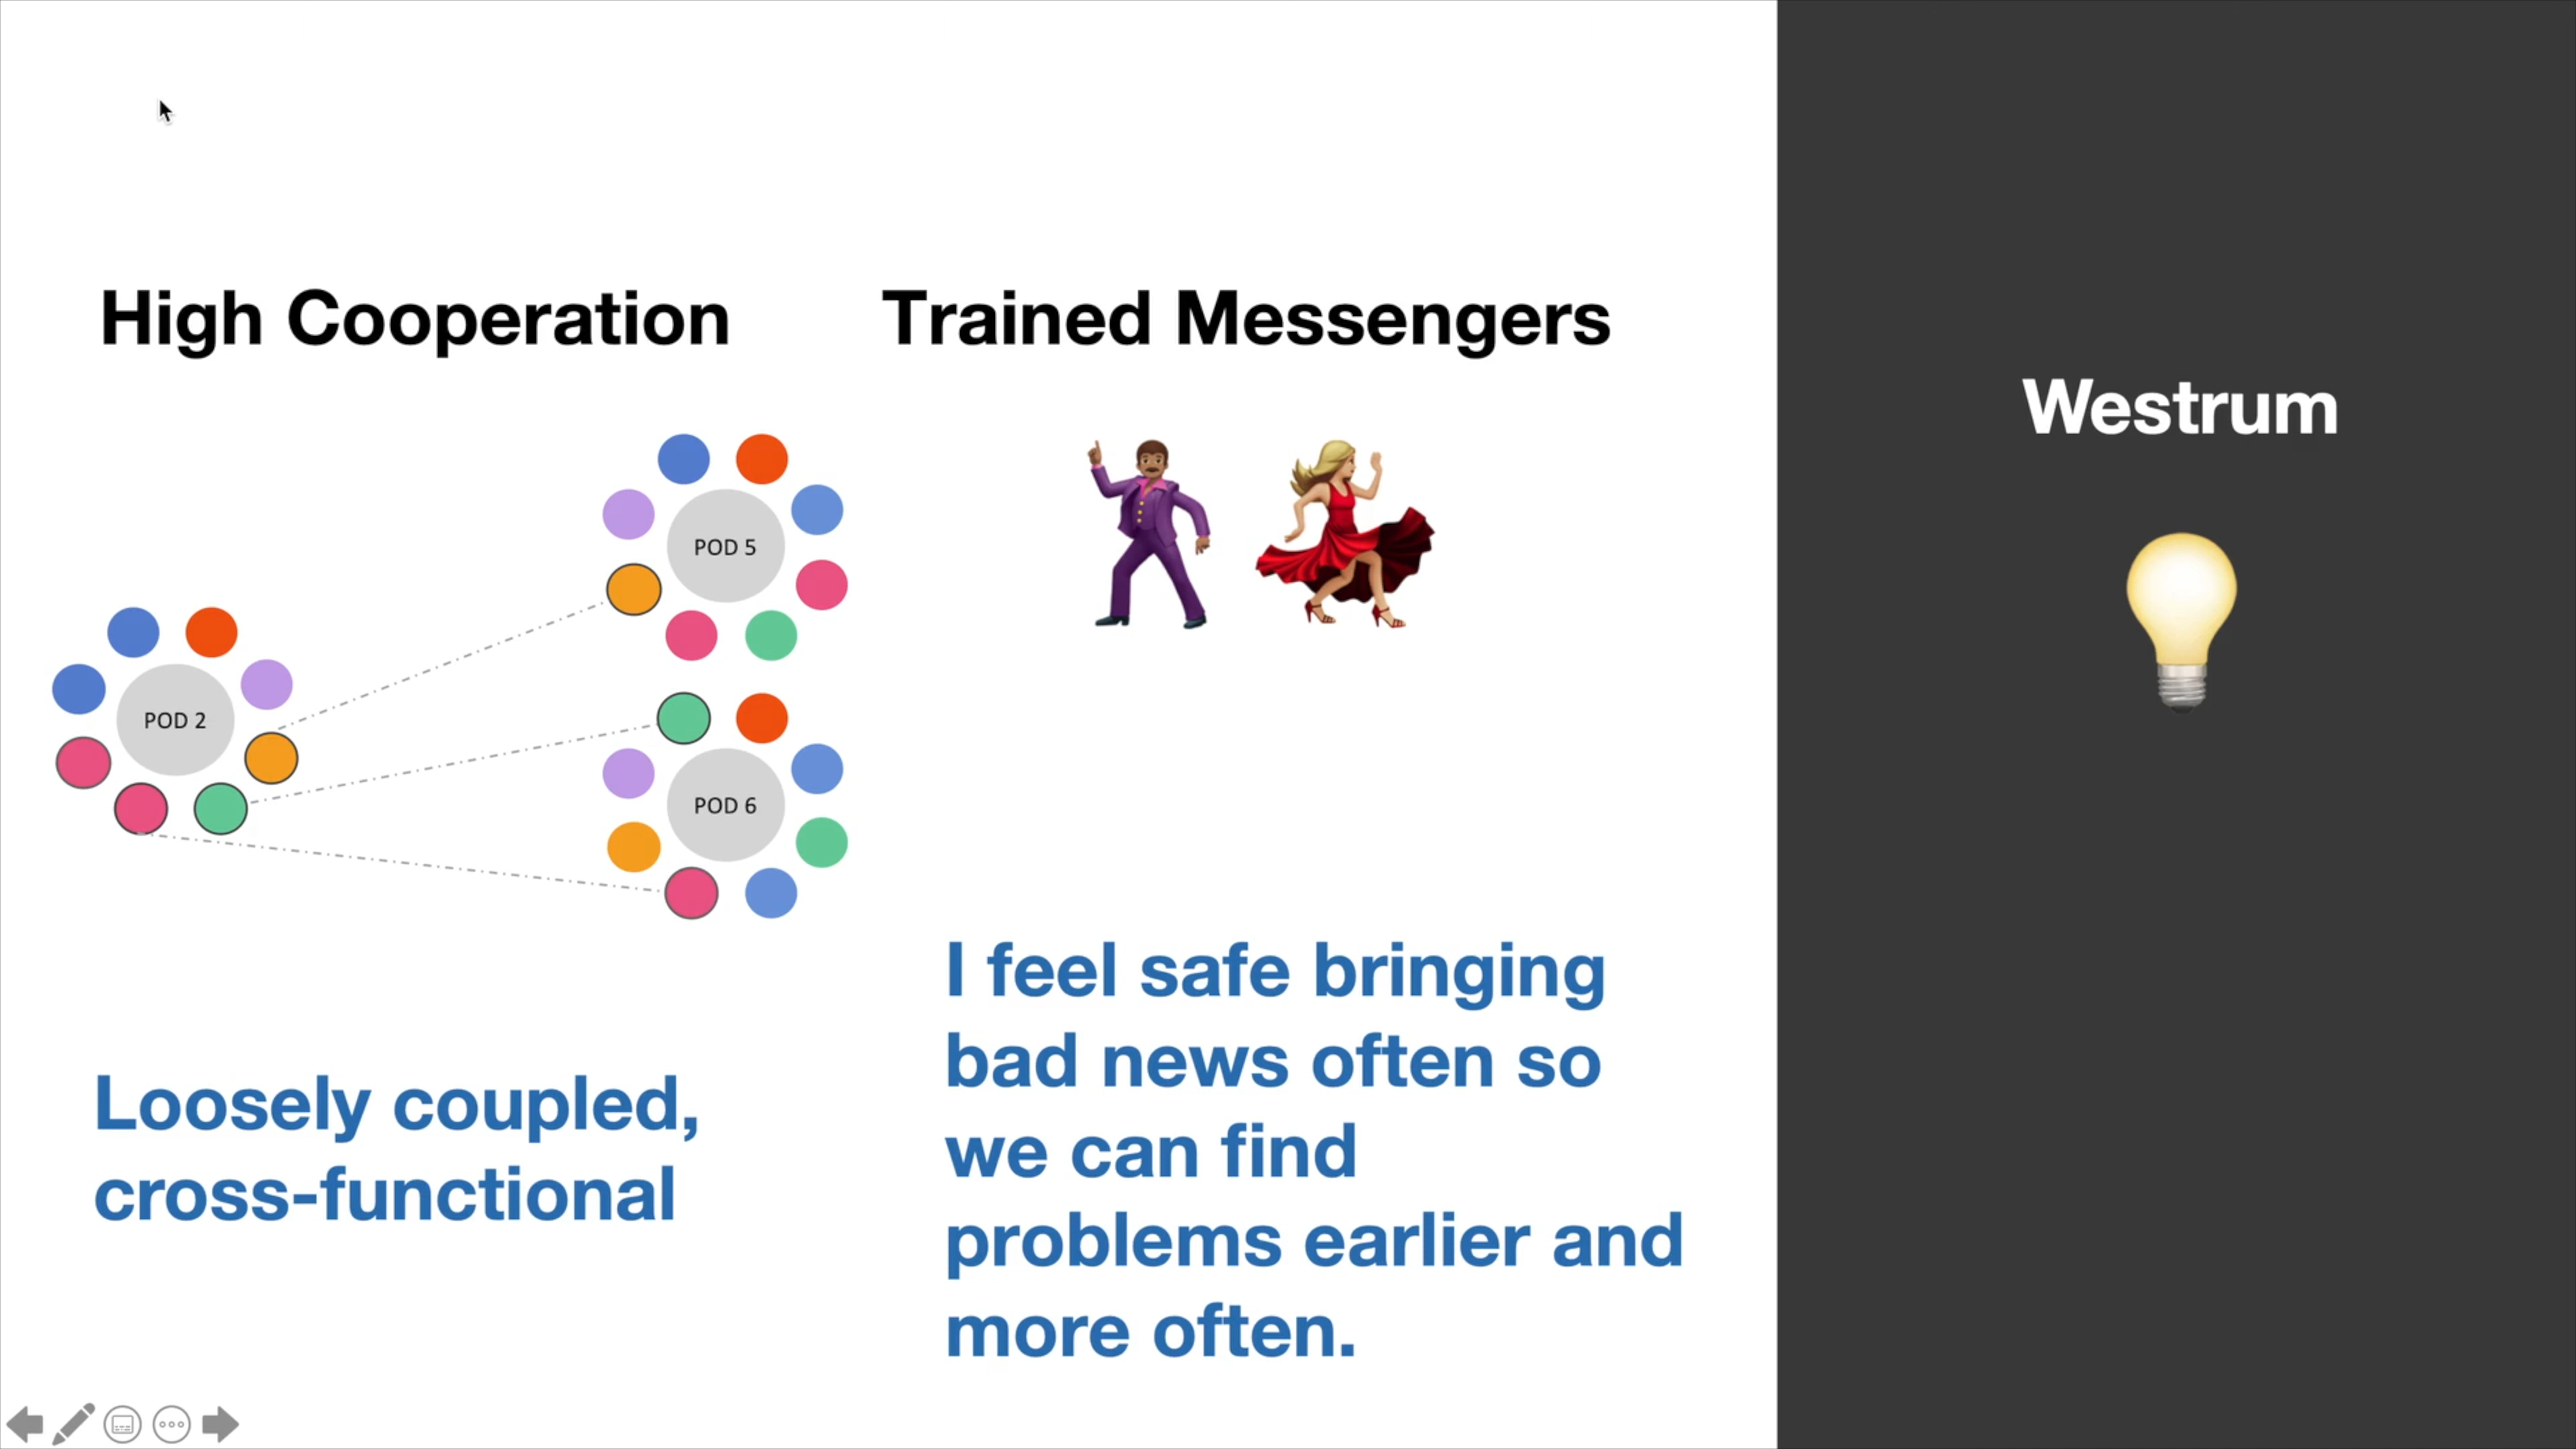 High Cooperation
POD 5
POD 2
POD 6
Loosely coupled,
cross-functional
Trained Messengers
I feel safe bringing
bad news often so
we can find
problems earlier and
more often.
Westrum